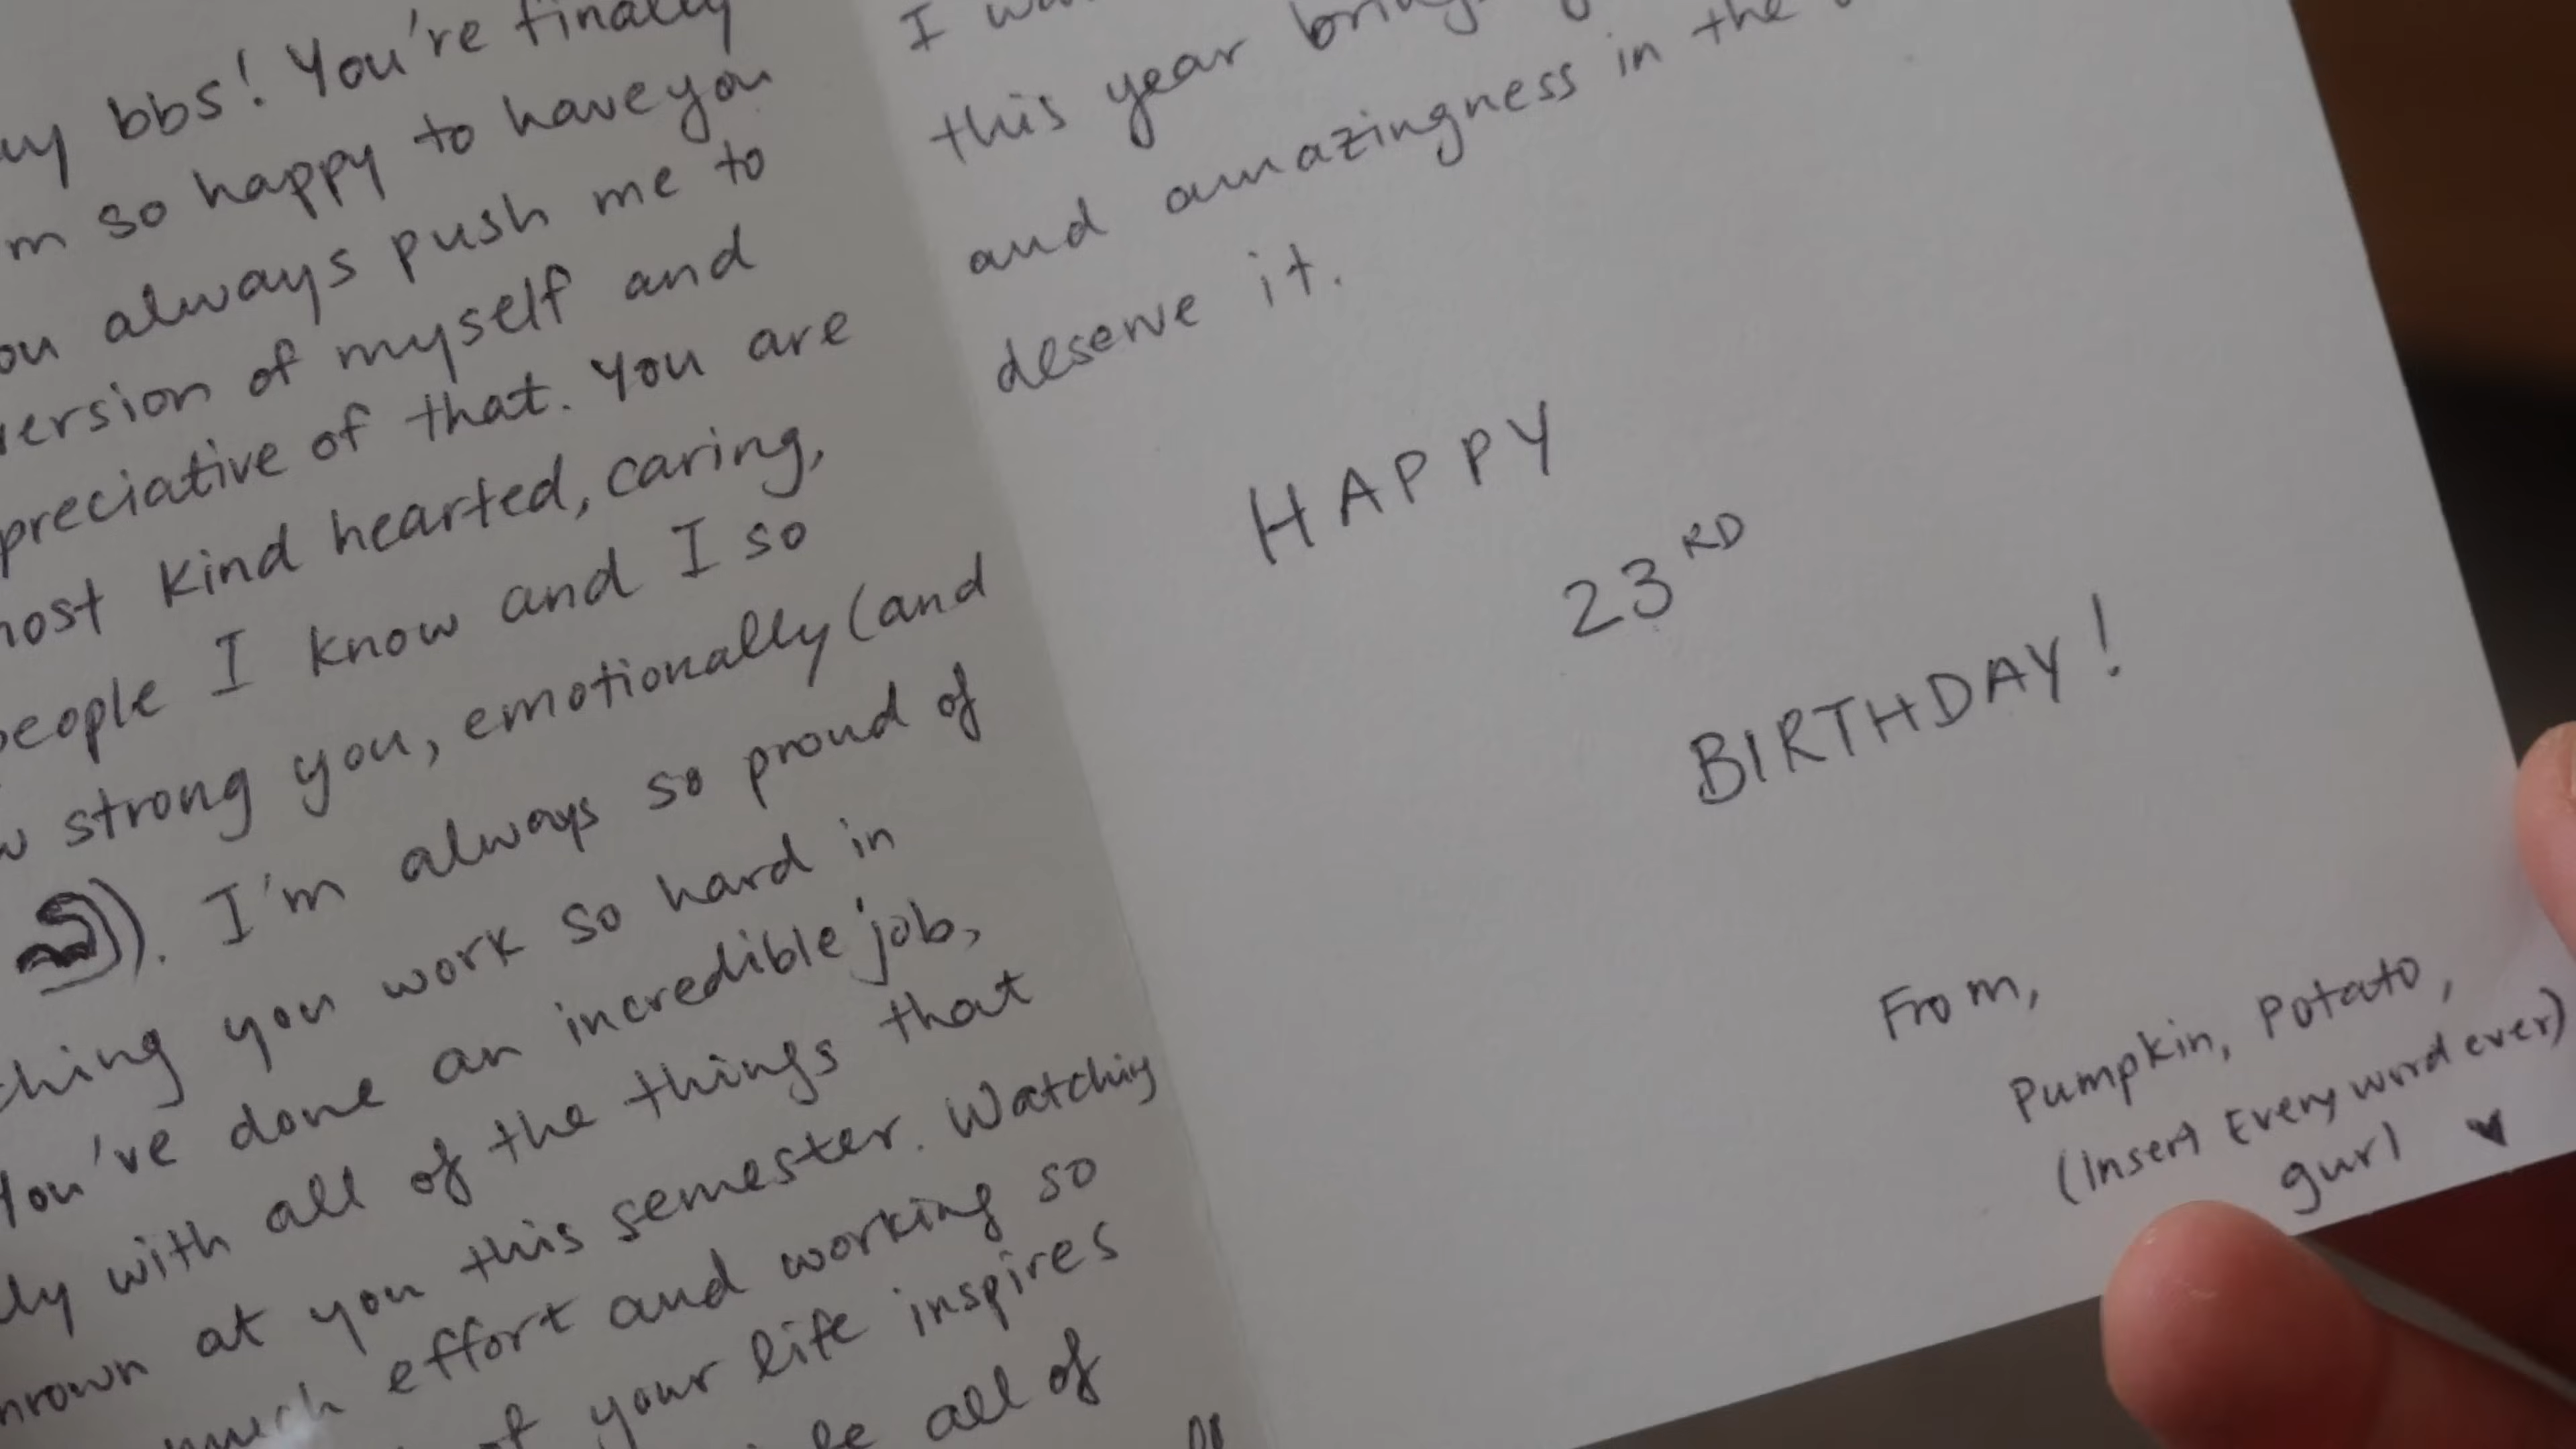 bbs! You're finally
so happy to have you
always push me to
version of myself and
preciative of that. You are
most kind hearted, caring,
people I know and I so
strong you, emotionally (and
). I'm always so proud of
you work so hard in
You've done an incredible job,
with all of the things that
at you this semester. Watching
much effort and working so
of your life inspires
all of
I
this year
and amazingness in the
deserve it.
HAPPY
23RD
BIRTHDAY!
From,
Pumpkin, Potato,
(Insert Every word ever)
gurl